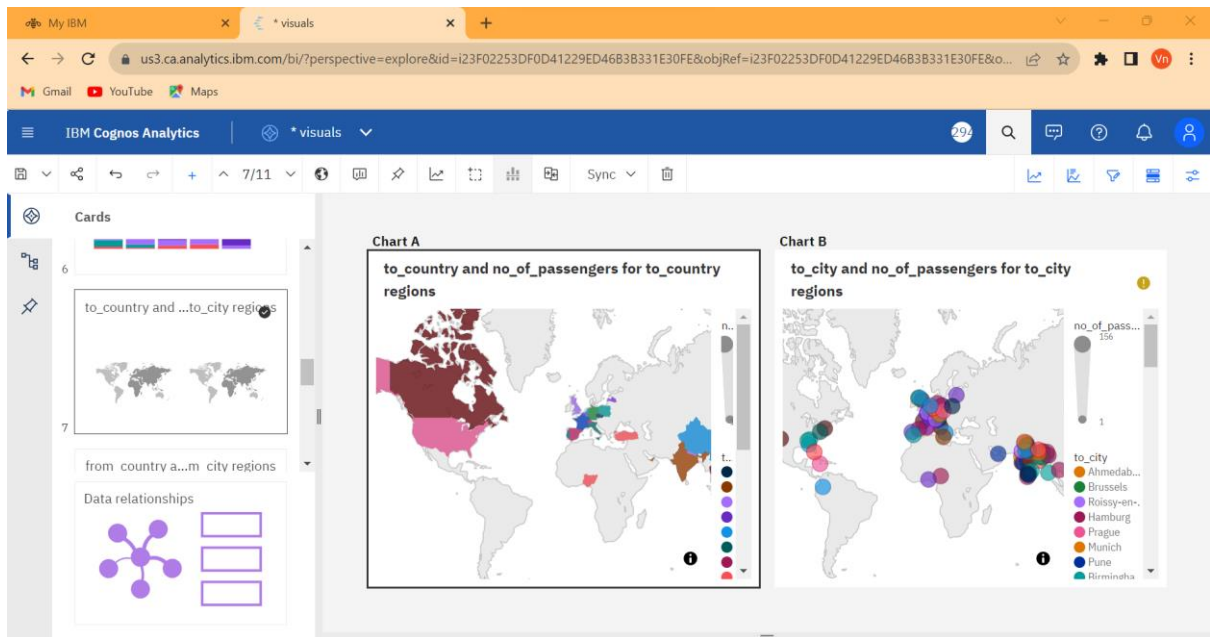 My IBM
* visuals
us3.ca.analytics.ibm.com/bi/?perspective=explore&id=i23F02253DF0D41229ED46B3B331E30FE&objRef=i23F02253DF0D41229ED46B3B331E30FE&o...
Vn
Gmail
YouTube
Maps
IBM Cognos Analytics
* visuals
294
7/11
Sync
Cards
6
to_country and ...to_city regions
7
from_country a...m_city regions
Data relationships
Chart A
to_country and no_of_passengers for to_country
regions
n..
t..
Chart B
to_city and no_of_passengers for to_city
regions
no_of_pass...
156
1
to_city
Ahmedab...
Brussels
Roissy-en-..
Hamburg
Prague
Munich
Pune
Birmingha